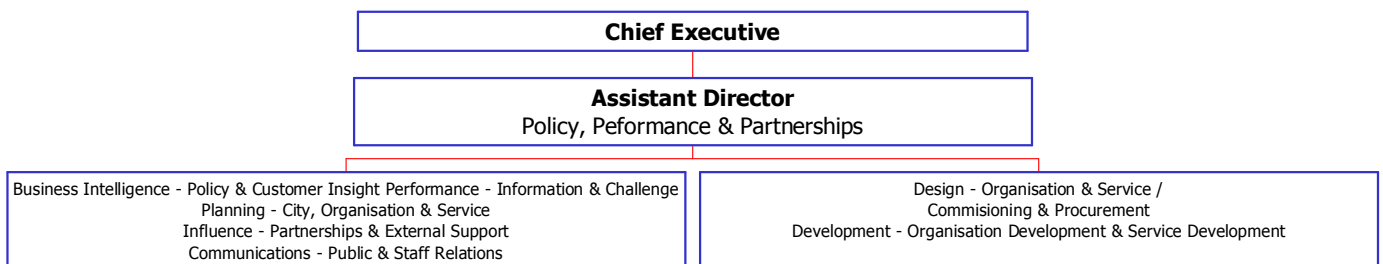 Chief Executive
Assistant Director
Policy, Peformance & Partnerships
Business Intelligence - Policy & Customer Insight Performance - Information & Challenge
Planning - City, Organisation & Service
Influence - Partnerships & External Support
Communications - Public & Staff Relations
Design - Organisation & Service /
Commisioning & Procurement
Development - Organisation Development & Service Development